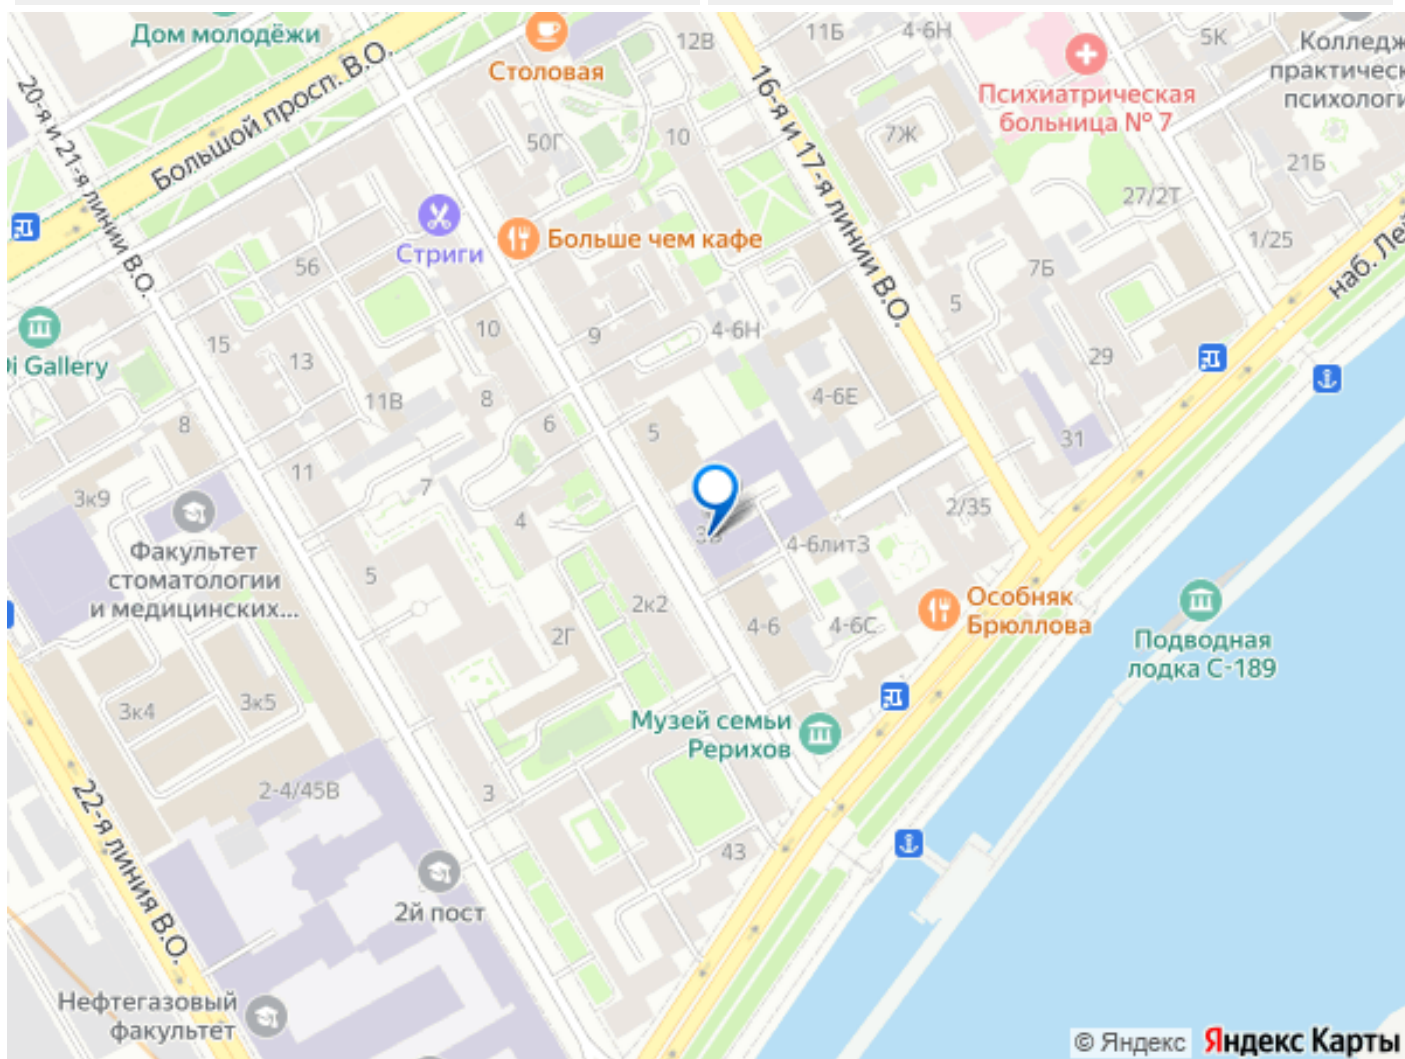 Дом молодёжи
Столовая
12В
11Б
4-6Н
5К
Колледж
практическ
психологи
Психиатрическая
больница № 7
20-я и 21-я линии В.О.
Большой просп. В.О.
16-я и 17-я линии В.О.
50Г
10
7Ж
21Б
27/2Т
Стриги
Больше чем кафе
56
1/25
7Б
наб. Лей
i Gallery
15
13
10
9
4-6Н
5
29
11В
8
6
8
5
4-6Е
31
11
3к9
7
4
3В
4-6литЗ
2/35
Факультет
стоматологии
и медицинских...
5
2к2
2Г
4-6
4-6С
Особняк
Брюллова
Подводная
лодка С-189
3к4
3к5
Музей семьи
Рерихов
2-4/45В
3
43
22-я линия В.О.
2й пост
Нефтегазовый
факультет
© Яндекс Яндекс Карты